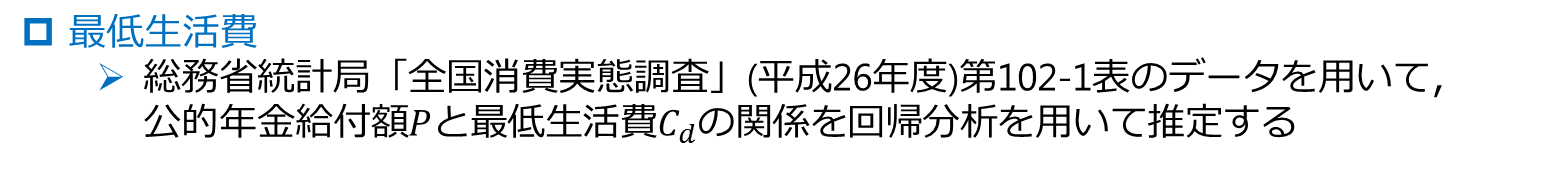 最低生活費
総務省統計局「全国消費実態調査」(平成26年度)第102-1表のデータを用いて,
公的年金給付額Pと最低生活費C_dの関係を回帰分析を用いて推定する